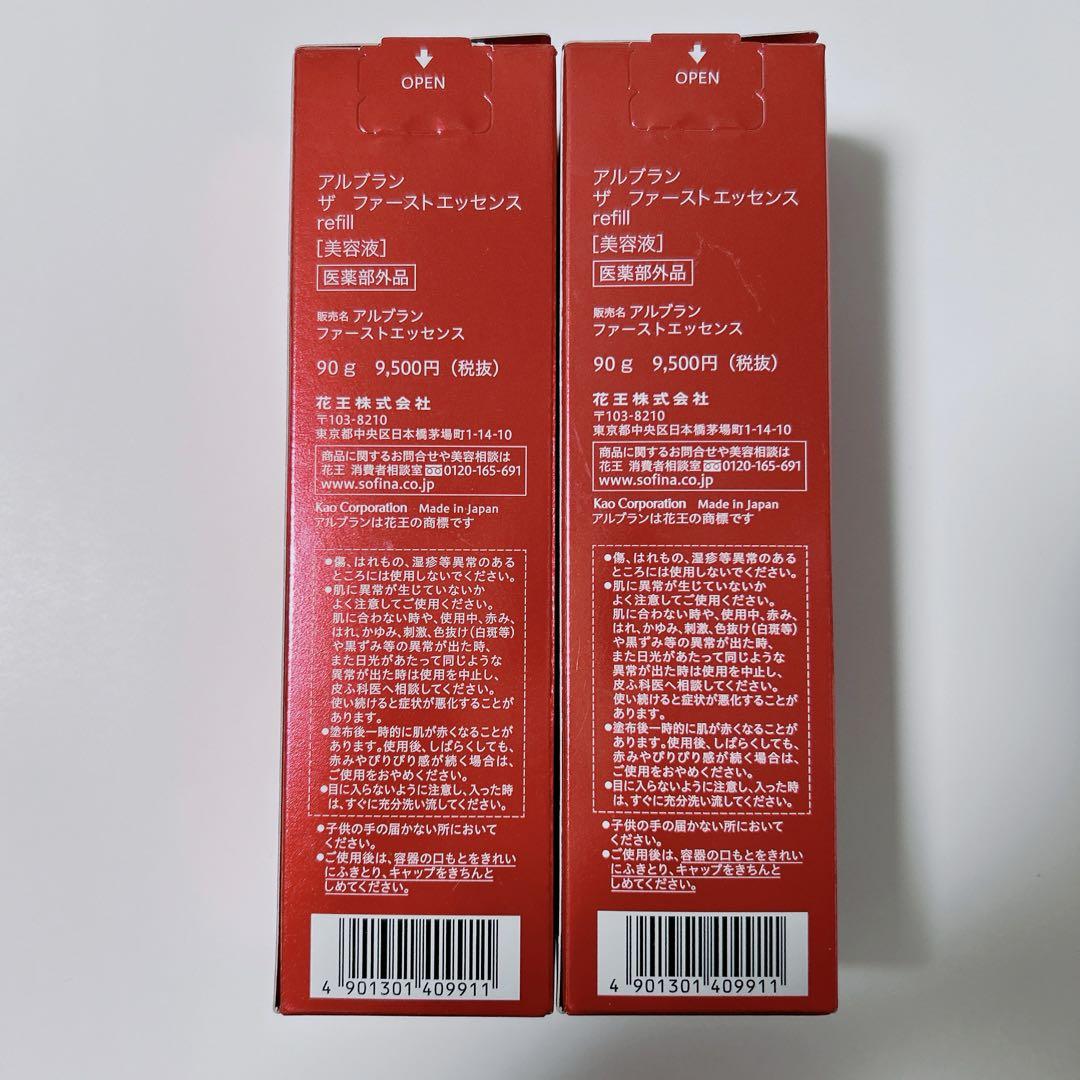 OPEN
アルブラン
ザ ファーストエッセンス
refill
[美容液]
医薬部外品
販売名 アルブラン
ファーストエッセンス
90g 9,500円(税抜)
花王株式会社
〒103-8210
東京都中央区日本橋茅場町1-14-10
商品に関するお問合せや美容相談は
花王 消費者相談室 0120-165-691
www.sofina.co.jp
Kao Corporation Made in Japan
アルブランは花王の商標です
●傷、はれもの、湿疹等異常のある
ところには使用しないでください。
●肌に異常が生じていないか
よく注意してご使用ください。
肌に合わない時や、使用中、赤み、
はれ、かゆみ、刺激、色抜け(白斑等)
や黒ずみ等の異常が出た時、
また日光があたって同じような
異常が出た時は使用を中止し、
皮ふ科医へ相談してください。
使い続けると症状が悪化することが
あります。
●塗布後一時的に肌が赤くなることが
あります。使用後、しばらくしても、
赤みやぴりぴり感が続く場合は、
ご使用をおやめください。
●目に入らないように注意し、入った時
は、すぐに充分洗い流してください。
●子供の手の届かない所において
ください。
●ご使用後は、容器の口もとをきれい
にふきとり、キャップをきちんと
しめてください。
4 901301 409911
OPEN
アルブラン
ザ ファーストエッセンス
refill
[美容液]
医薬部外品
販売名 アルブラン
ファーストエッセンス
90g 9,500円(税抜)
花王株式会社
〒103-8210
東京都中央区日本橋茅場町1-14-10
商品に関するお問合せや美容相談は
花王 消費者相談室 0120-165-691
www.sofina.co.jp
Kao Corporation Made in Japan
アルブランは花王の商標です
●傷、はれもの、湿疹等異常のある
ところには使用しないでください。
●肌に異常が生じていないか
よく注意してご使用ください。
肌に合わない時や、使用中、赤み、
はれ、かゆみ、刺激、色抜け(白斑等)
や黒ずみ等の異常が出た時、
また日光があたって同じような
異常が出た時は使用を中止し、
皮ふ科医へ相談してください。
使い続けると症状が悪化することが
あります。
●塗布後一時的に肌が赤くなることが
あります。使用後、しばらくしても、
赤みやぴりぴり感が続く場合は、
ご使用をおやめください。
●目に入らないように注意し、入った時
は、すぐに充分洗い流してください。
●子供の手の届かない所において
ください。
●ご使用後は、容器の口もとをきれい
にふきとり、キャップをきちんと
しめてください。
4 901301 409911